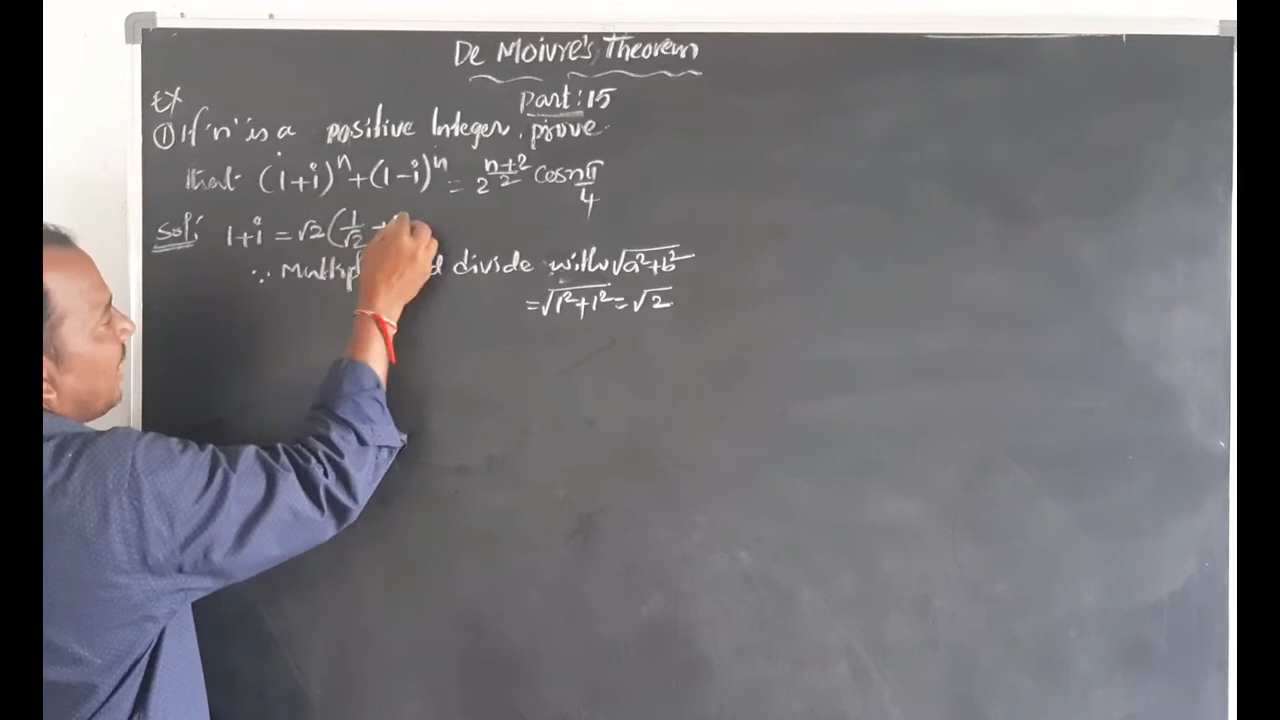 De Moivre's Theorem
Part: 15
Ex
① If 'n' is a positive Integer, prove
that (1+i)ⁿ+(1-i)ⁿ = 2^((n+2)/2) Cos nπ/4
Sol: 1+i = √2(1/√2 +
∵ and divide with √(a²+b²)
= √(1²+1²) = √2